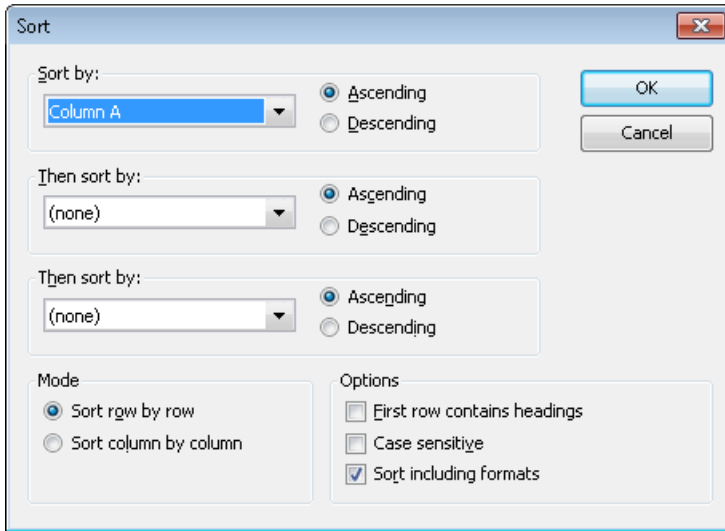 Sort
Sort by:
Column A
Ascending
Descending
OK
Cancel
Then sort by:
(none)
Ascending
Descending
Then sort by:
(none)
Ascending
Descending
Mode
Sort row by row
Sort column by column
Options
First row contains headings
Case sensitive
Sort including formats